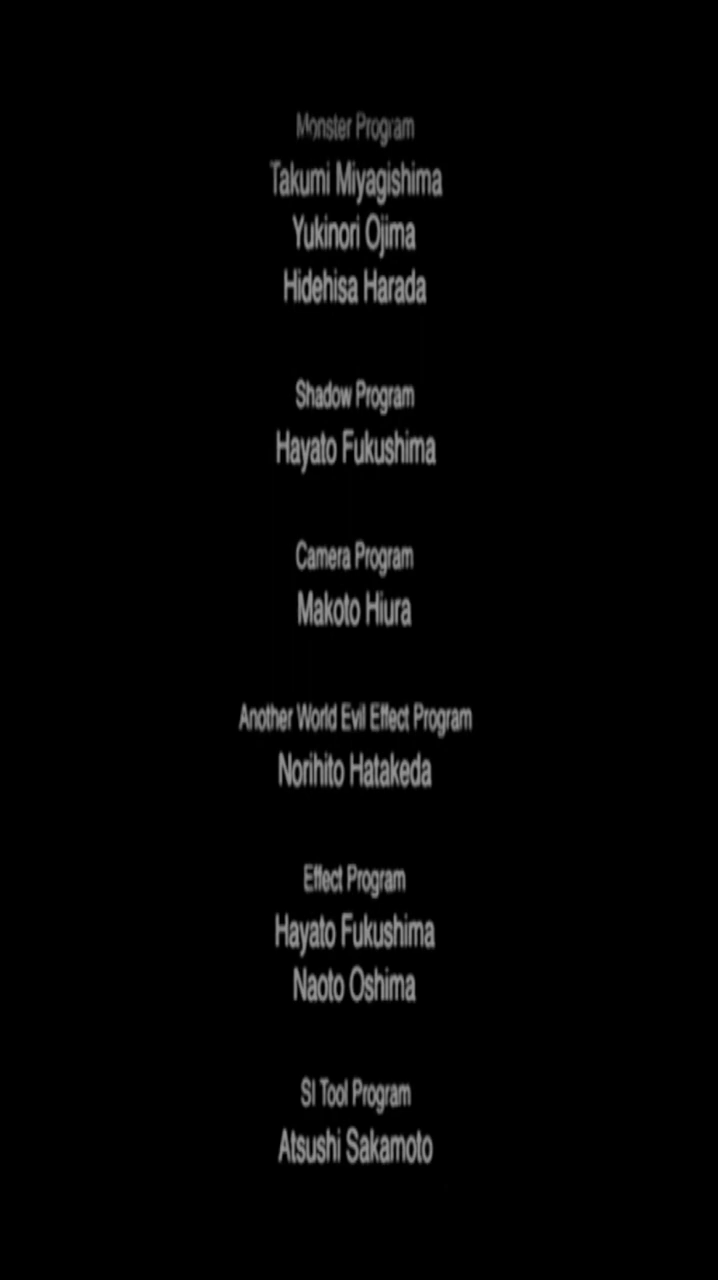 Monster Program
Takumi Miyagishima
Yukinori Ojima
Hidehisa Harada
Shadow Program
Hayato Fukushima
Camera Program
Makoto Hiura
Another World Evil Effect Program
Norihito Hatakeda
Effect Program
Hayato Fukushima
Naoto Oshima
SI Tool Program
Atsushi Sakamoto